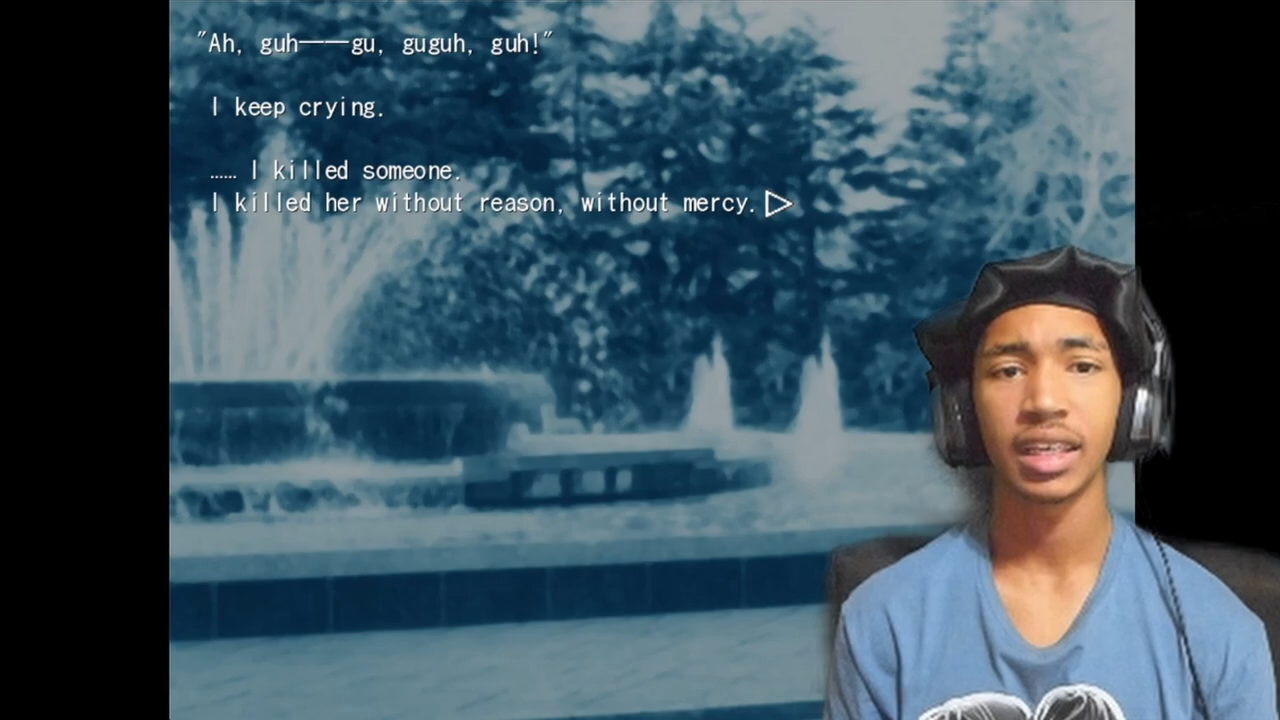 "Ah, guh──gu, guguh, guh!"
I keep crying.
…… I killed someone.
I killed her without reason, without mercy.